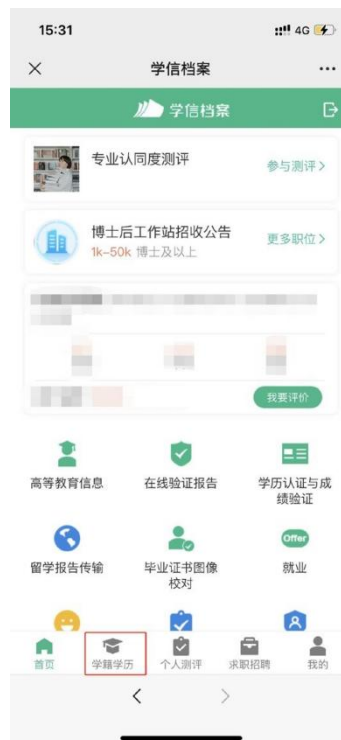 15:31
4G
学信档案
学信档案
专业认同度测评
参与测评
博士后工作站招收公告
更多职位
1k-50k 博士及以上
我要评价
高等教育信息
在线验证报告
学历认证与成
绩验证
留学报告传输
毕业证书图像
校对
Offer
就业
首页
学籍学历
个人测评
求职招聘
我的